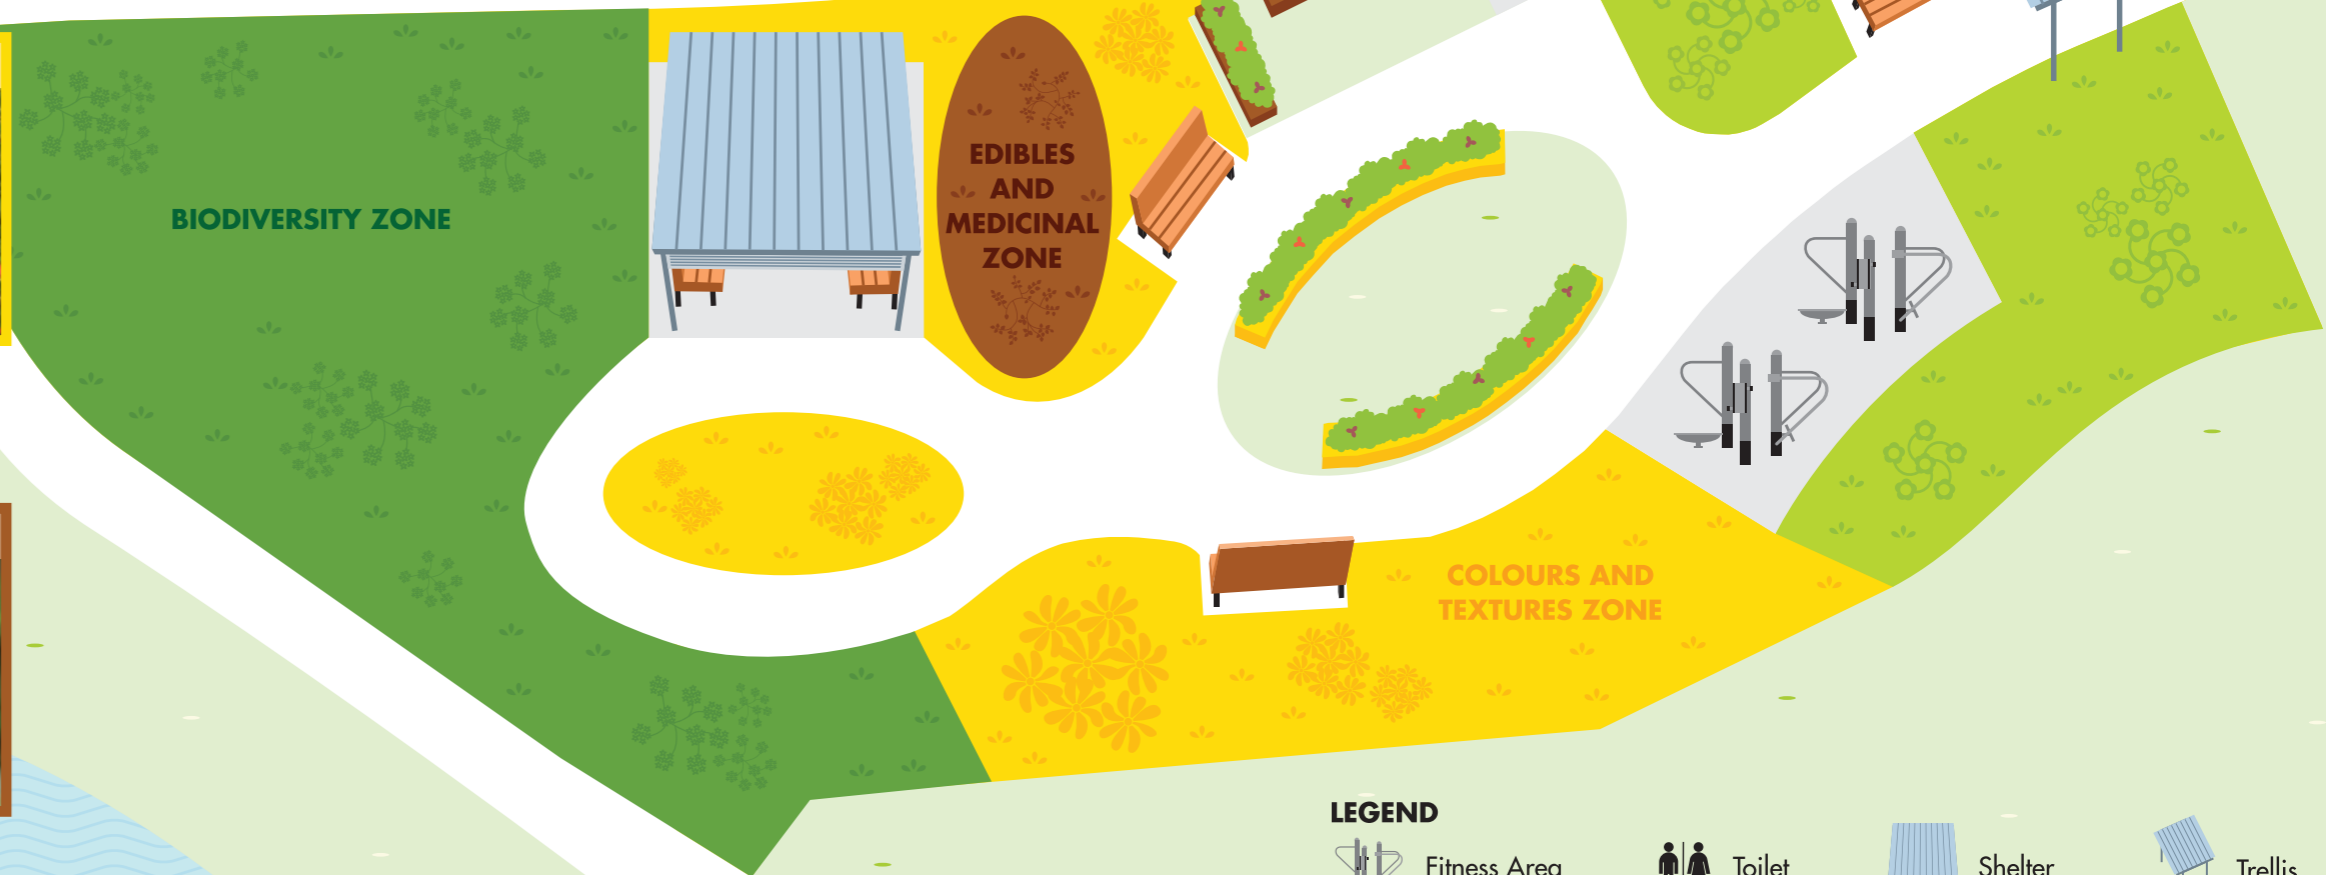 EDIBLES
AND
MEDICINAL
ZONE
BIODIVERSITY ZONE
COLOURS AND
TEXTURES ZONE
LEGEND
Fitness Area
Toilet
Shelter
Trellis